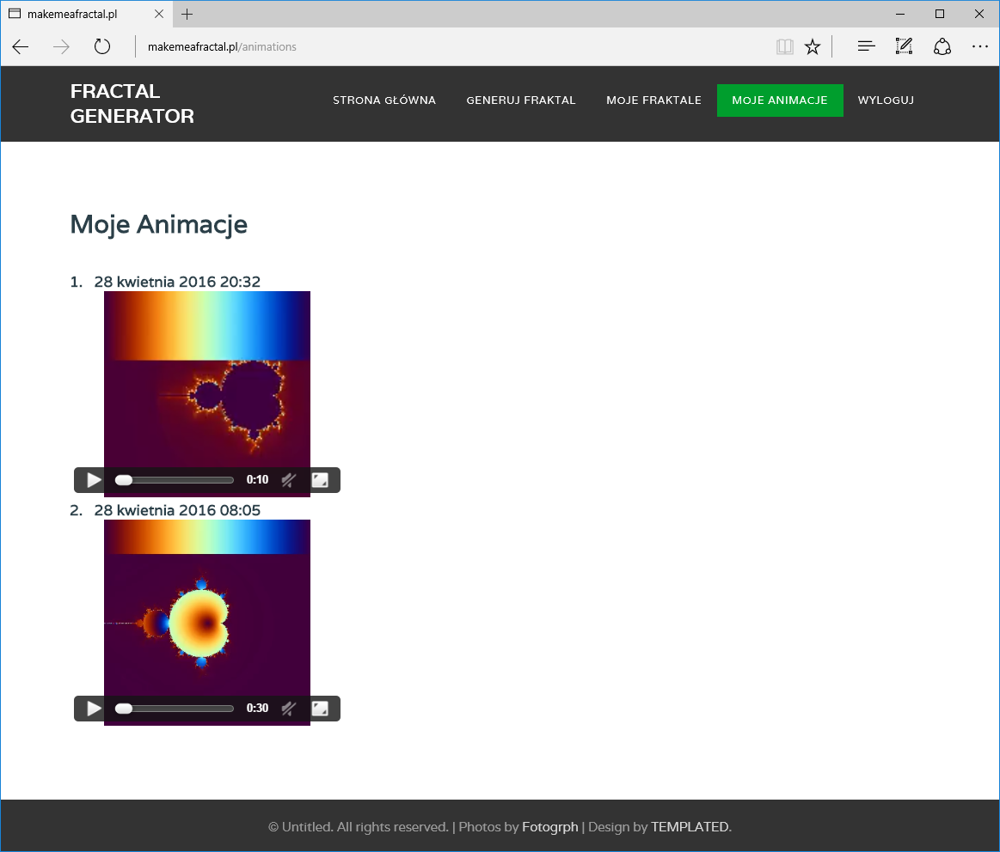 makemeafractal.pl
makemeafractal.pl/animations
FRACTAL
GENERATOR
STRONA GŁÓWNA GENERUJ FRAKTAL MOJE FRAKTALE MOJE ANIMACJE WYLOGUJ
Moje Animacje
1. 28 kwietnia 2016 20:32
0:10
2. 28 kwietnia 2016 08:05
0:30
© Untitled. All rights reserved. | Photos by Fotogrph | Design by TEMPLATED.